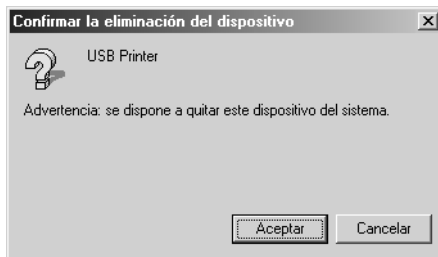 Confirmar la eliminación del dispositivo
USB Printer
Advertencia: se dispone a quitar este dispositivo del sistema.
Aceptar
Cancelar